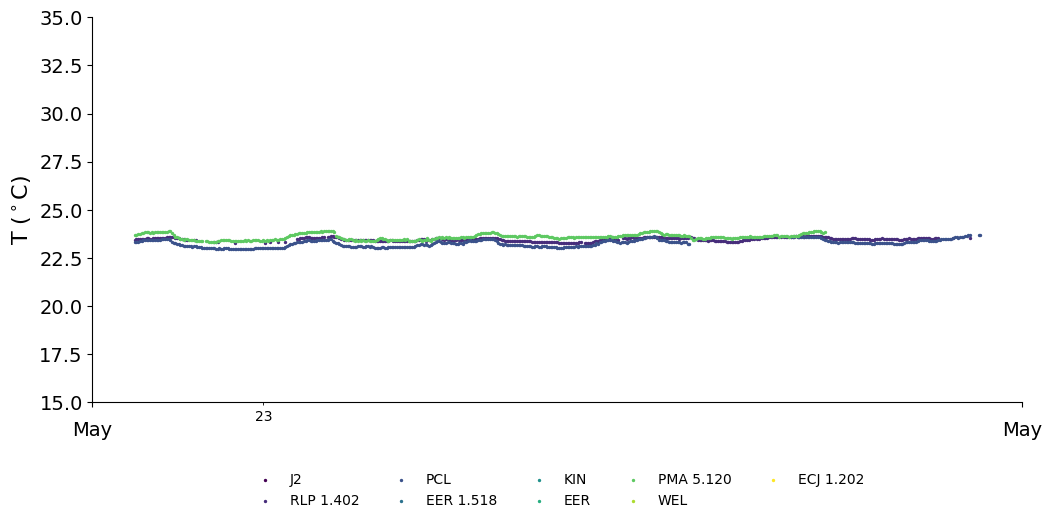 35.0
32.5
30.0
27.5
25.0
22.5
20.0
17.5
15.0
T (°C)
23
May May
J2 PCL KIN PMA 5.120 ECJ 1.202
RLP 1.402 EER 1.518 EER WEL